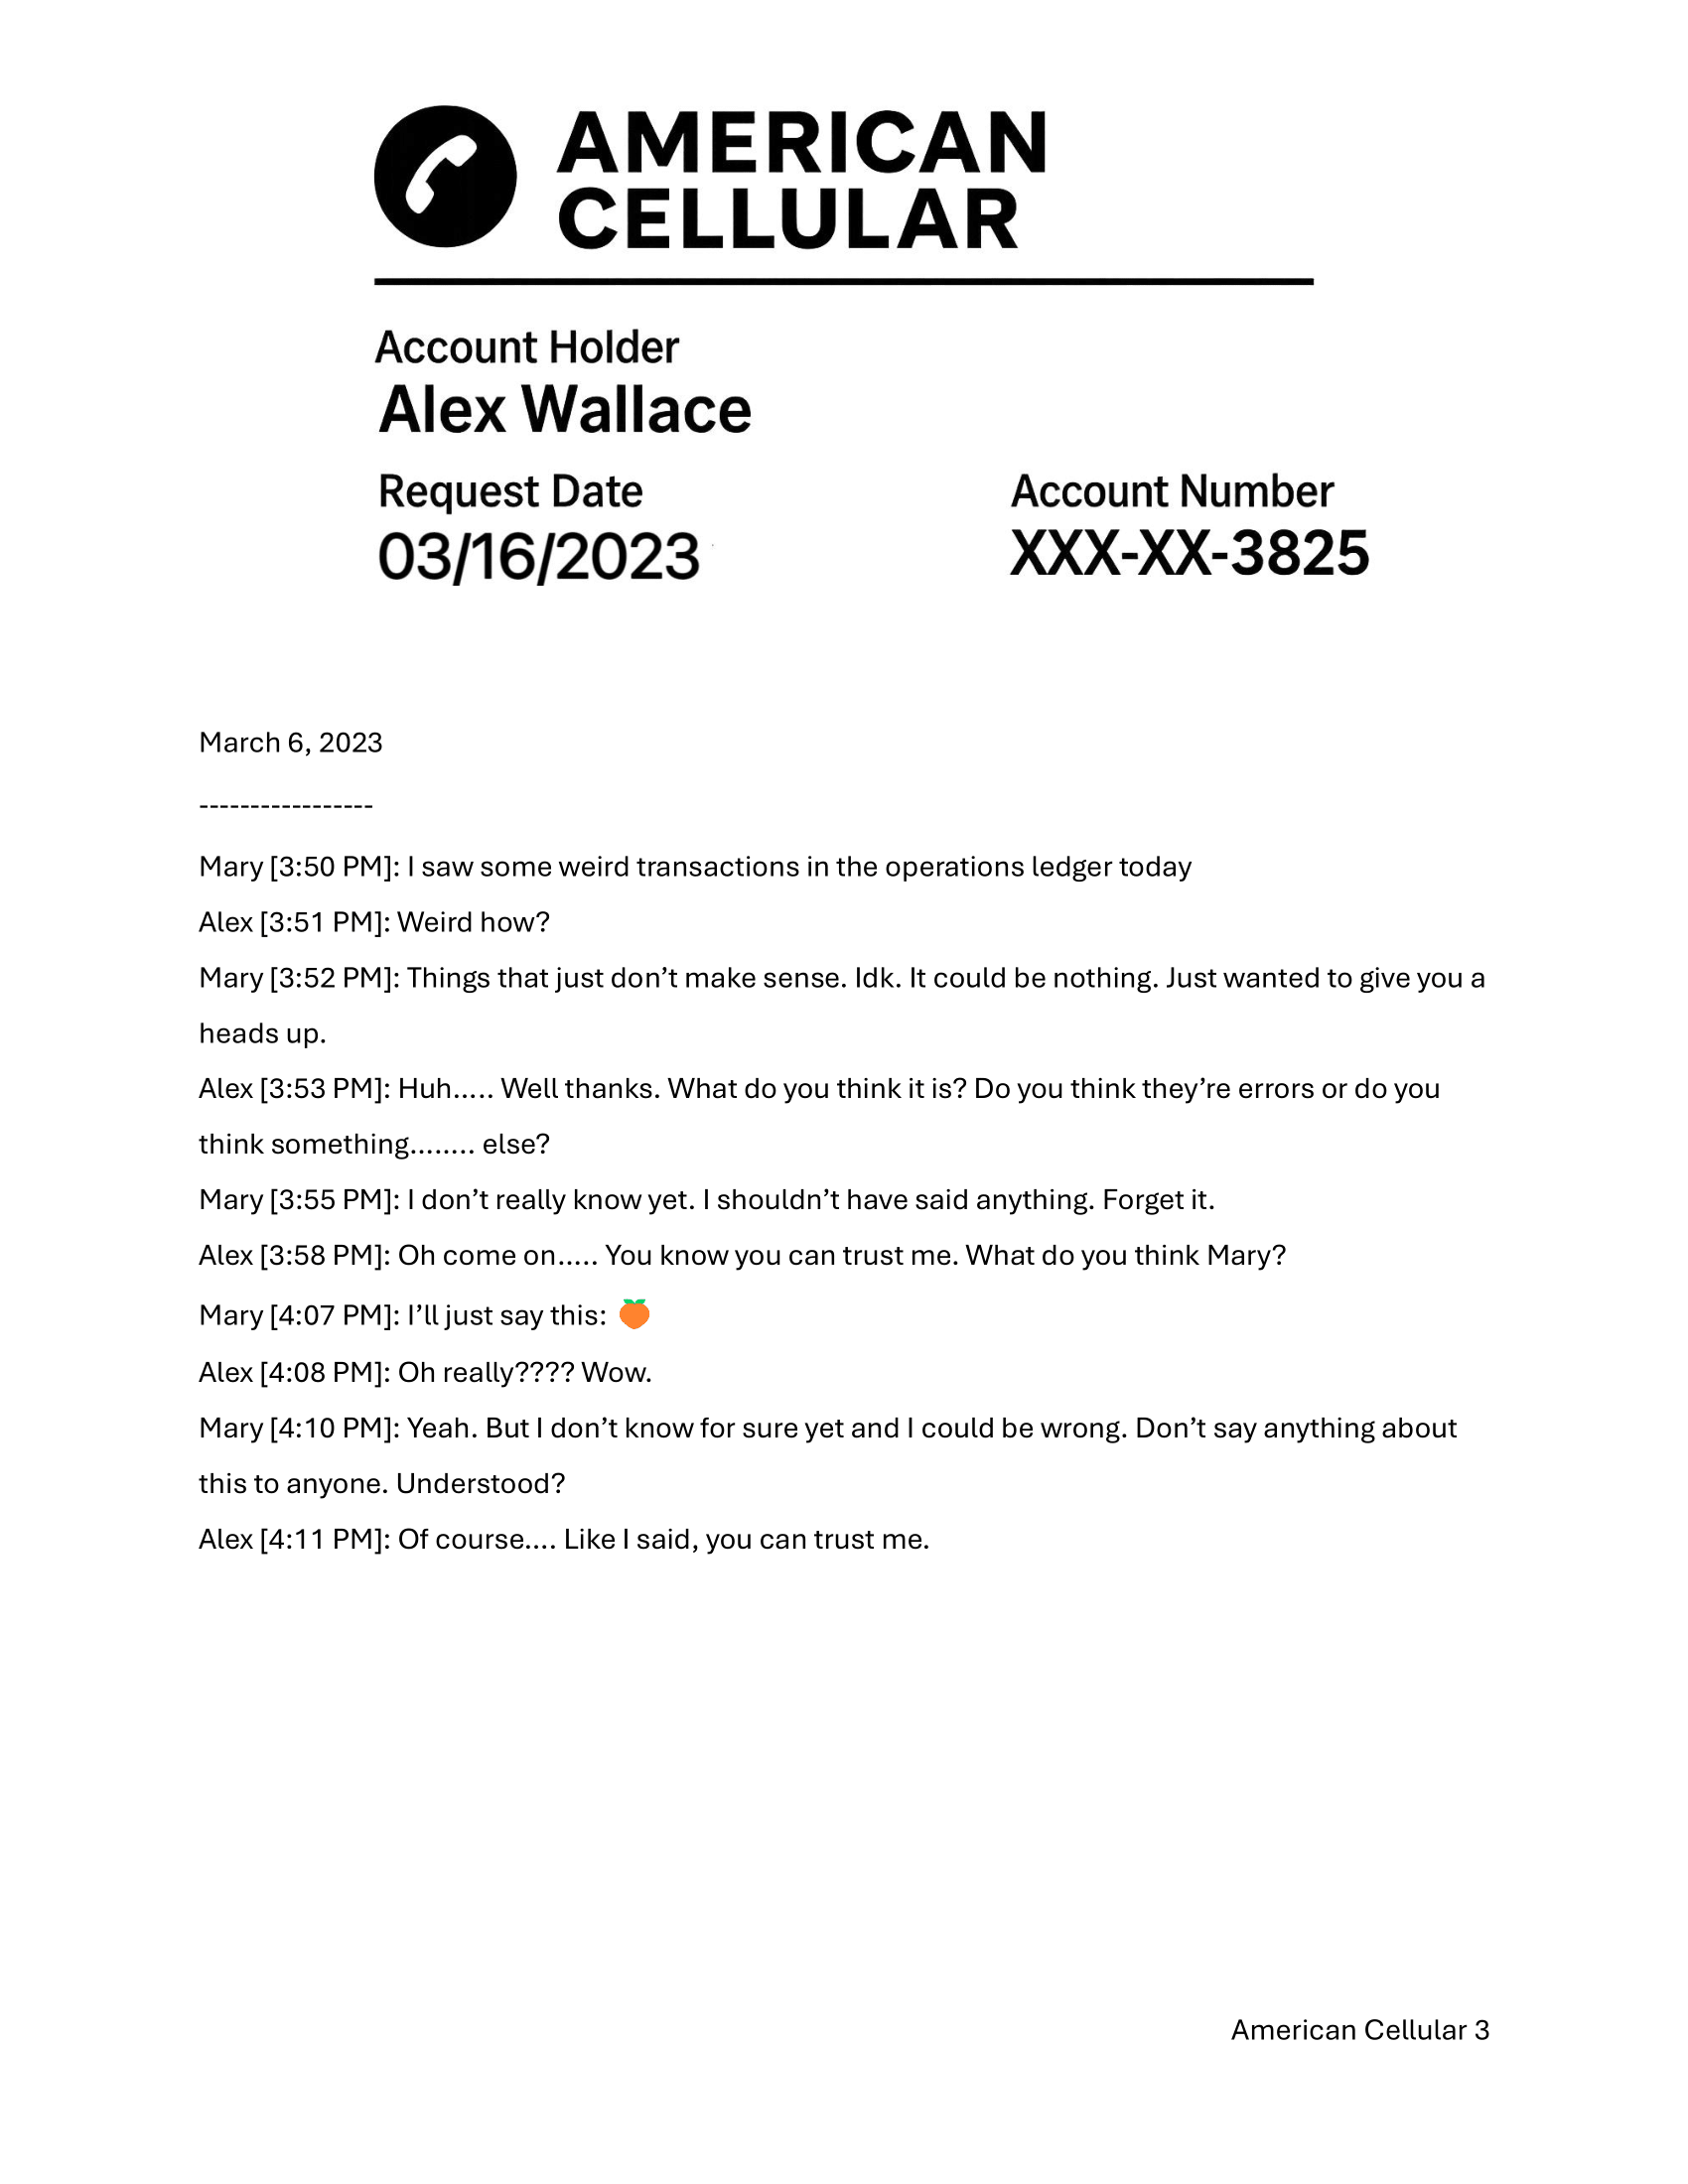 AMERICAN
CELLULAR
Account Holder
Alex Wallace
Request Date
03/16/2023
Account Number
XXX-XX-3825
March 6, 2023
-----------------
Mary [3:50 PM]: I saw some weird transactions in the operations ledger today
Alex [3:51 PM]: Weird how?
Mary [3:52 PM]: Things that just don’t make sense. Idk. It could be nothing. Just wanted to give you a
heads up.
Alex [3:53 PM]: Huh..... Well thanks. What do you think it is? Do you think they’re errors or do you
think something........ else?
Mary [3:55 PM]: I don’t really know yet. I shouldn’t have said anything. Forget it.
Alex [3:58 PM]: Oh come on..... You know you can trust me. What do you think Mary?
Mary [4:07 PM]: I’ll just say this: 🍑
Alex [4:08 PM]: Oh really???? Wow.
Mary [4:10 PM]: Yeah. But I don’t know for sure yet and I could be wrong. Don’t say anything about
this to anyone. Understood?
Alex [4:11 PM]: Of course.... Like I said, you can trust me.
American Cellular 3